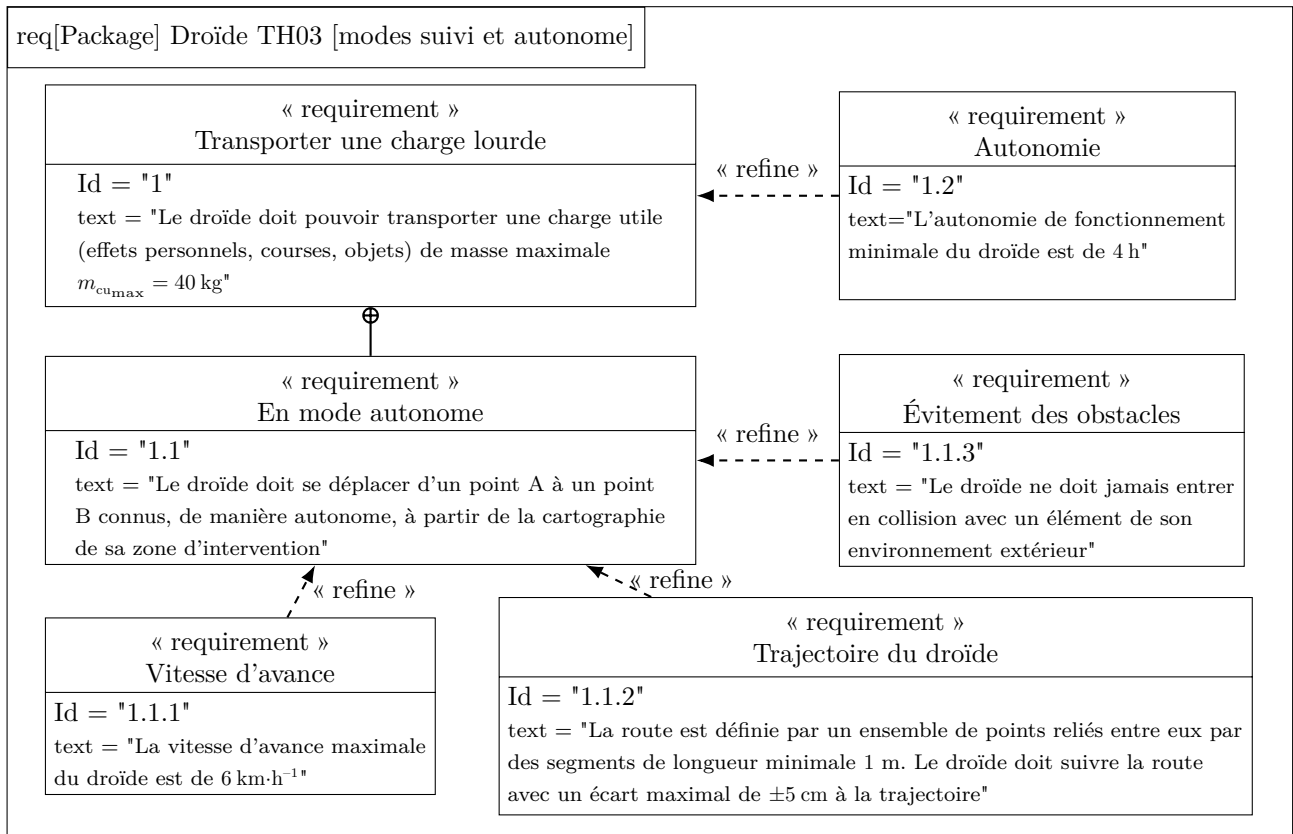 req[Package] Droïde TH03 [modes suivi et autonome]
« requirement »
Transporter une charge lourde
Id = "1"
text = "Le droïde doit pouvoir transporter une charge utile
(effets personnels, courses, objets) de masse maximale
m_cu_max = 40 kg"
« refine »
« requirement »
Autonomie
Id = "1.2"
text="L'autonomie de fonctionnement
minimale du droïde est de 4 h"
« requirement »
En mode autonome
Id = "1.1"
text = "Le droïde doit se déplacer d'un point A à un point
B connus, de manière autonome, à partir de la cartographie
de sa zone d'intervention"
« refine »
« requirement »
Évitement des obstacles
Id = "1.1.3"
text = "Le droïde ne doit jamais entrer
en collision avec un élément de son
environnement extérieur"
« refine »
« refine »
« requirement »
Vitesse d'avance
Id = "1.1.1"
text = "La vitesse d'avance maximale
du droïde est de 6 km·h⁻¹"
« requirement »
Trajectoire du droïde
Id = "1.1.2"
text = "La route est définie par un ensemble de points reliés entre eux par
des segments de longueur minimale 1 m. Le droïde doit suivre la route
avec un écart maximal de ±5 cm à la trajectoire"